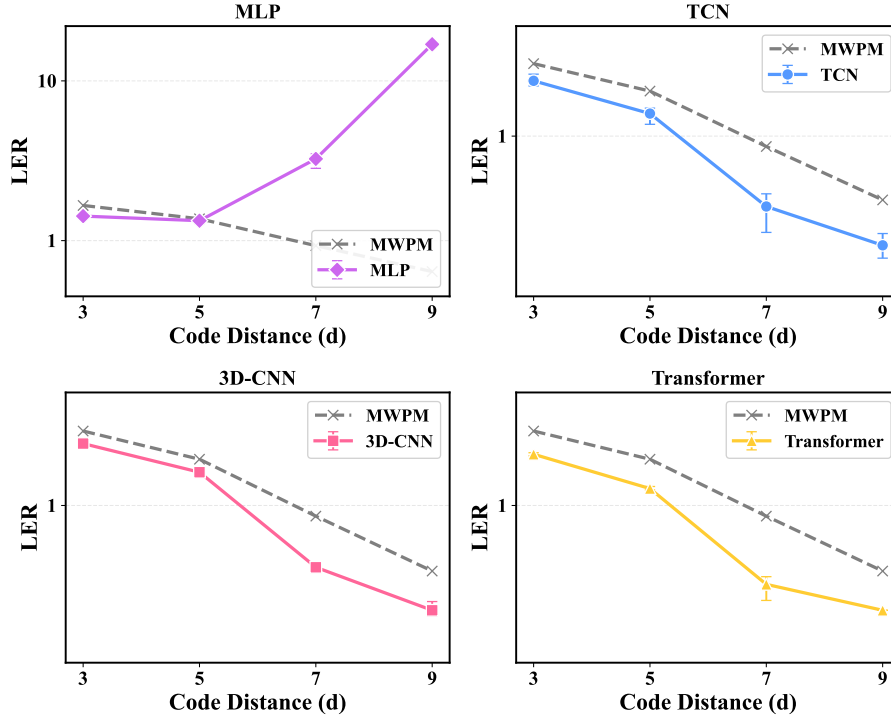 MLP
LER
10
1
MWPM
MLP
3 5 7 9
Code Distance (d)
TCN
LER
1
MWPM
TCN
3 5 7 9
Code Distance (d)
3D-CNN
LER
1
MWPM
3D-CNN
3 5 7 9
Code Distance (d)
Transformer
LER
1
MWPM
Transformer
3 5 7 9
Code Distance (d)